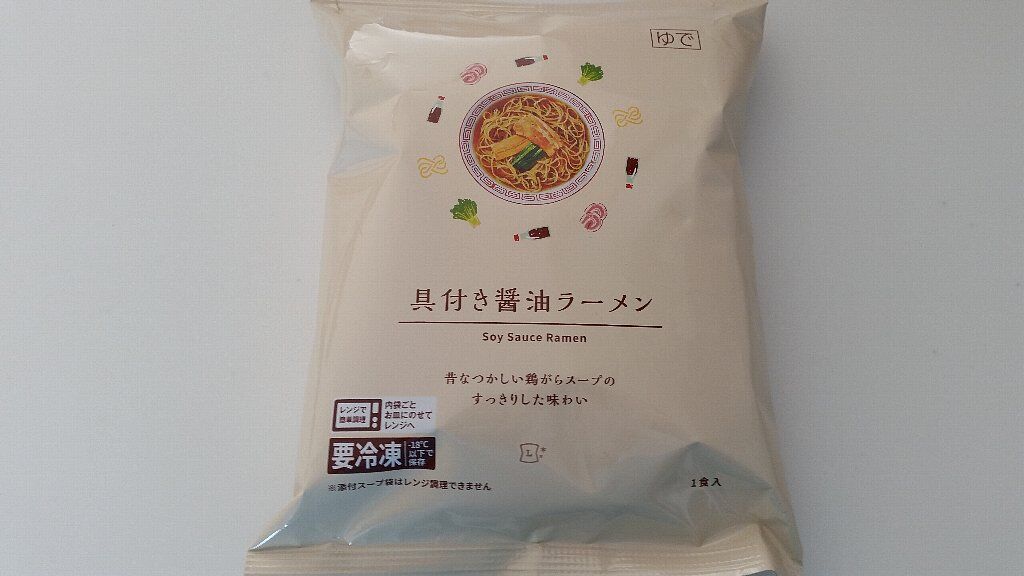 ゆで
具付き醤油ラーメン
Soy Sauce Ramen
昔なつかしい鶏がらスープの
すっきりした味わい
レンジで
簡単調理
内袋ごと
お皿にのせて
レンジへ
要冷凍
-18℃
以下で
保存
L
※添付スープ袋はレンジ調理できません
1食入